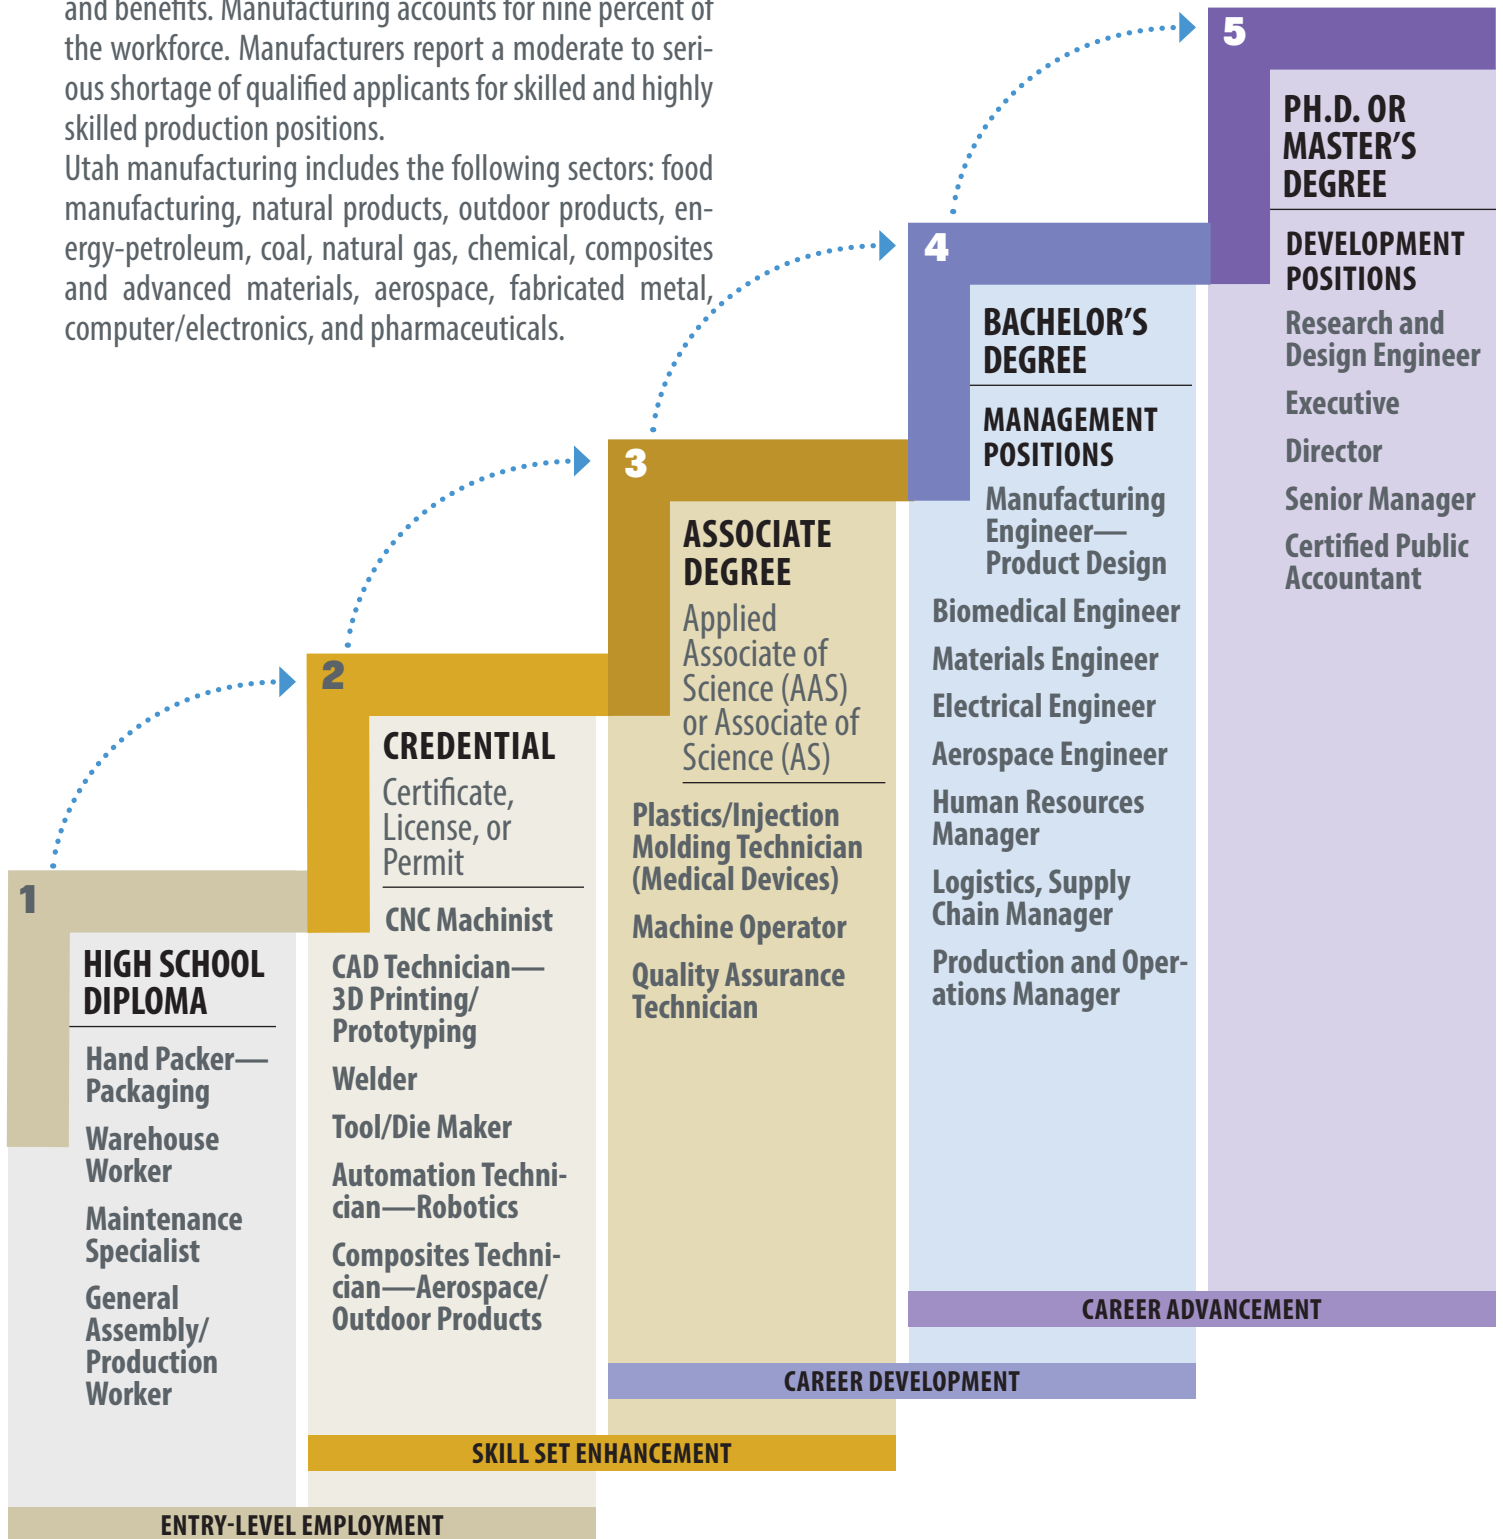 and benefits. Manufacturing accounts for nine percent of
the workforce. Manufacturers report a moderate to seri-
ous shortage of qualified applicants for skilled and highly
skilled production positions.
Utah manufacturing includes the following sectors: food
manufacturing, natural products, outdoor products, en-
ergy-petroleum, coal, natural gas, chemical, composites
and advanced materials, aerospace, fabricated metal,
computer/electronics, and pharmaceuticals.
1
HIGH SCHOOL
DIPLOMA
Hand Packer—
Packaging
Warehouse
Worker
Maintenance
Specialist
General
Assembly/
Production
Worker
2
CREDENTIAL
Certificate,
License, or
Permit
CNC Machinist
CAD Technician—
3D Printing/
Prototyping
Welder
Tool/Die Maker
Automation Techni-
cian—Robotics
Composites Techni-
cian—Aerospace/
Outdoor Products
3
ASSOCIATE
DEGREE
Applied
Associate of
Science (AAS)
or Associate of
Science (AS)
Plastics/Injection
Molding Technician
(Medical Devices)
Machine Operator
Quality Assurance
Technician
4
BACHELOR’S
DEGREE
MANAGEMENT
POSITIONS
Manufacturing
Engineer—
Product Design
Biomedical Engineer
Materials Engineer
Electrical Engineer
Aerospace Engineer
Human Resources
Manager
Logistics, Supply
Chain Manager
Production and Oper-
ations Manager
5
PH.D. OR
MASTER’S
DEGREE
DEVELOPMENT
POSITIONS
Research and
Design Engineer
Executive
Director
Senior Manager
Certified Public
Accountant
CAREER ADVANCEMENT
CAREER DEVELOPMENT
SKILL SET ENHANCEMENT
ENTRY-LEVEL EMPLOYMENT